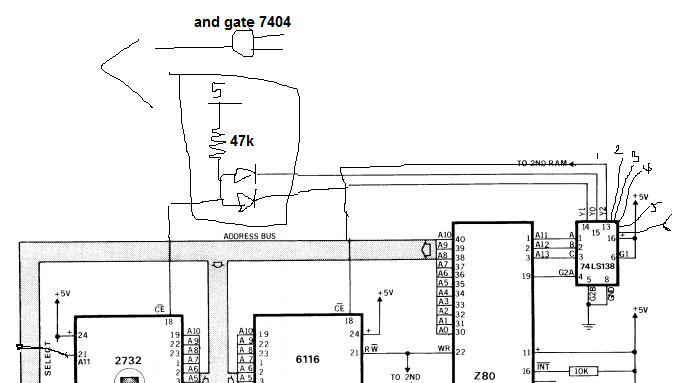 and gate 7404
5
47k
TO 2ND RAM
1
2
3
4
5
+5V
Y1
Y0
Y2
14
15
13
A10 40
A9 39
A8 38
A7 37
A6 36
A5 35
A4 34
A3 33
A2 32
A1 31
A0 30
1 A11 A 1
2 A12 B 2
3 A13 C 3
19 G2A 4
16 +
6 G1
74LS138
5 8
G2B
GND
ADDRESS BUS
+5V
CE
18
+ 24
21
A11
SELECT
2732
19 A10
22 A9
23 A8
1 A7
2 A6
3 A5
CE
18
+5V
24 +
A10 19
A9 22
A8 23
A7 1
A6 2
A5 3
6116
21 R W WR 22
TO 2ND
Z80
11 +
16 INT 10K
+5V